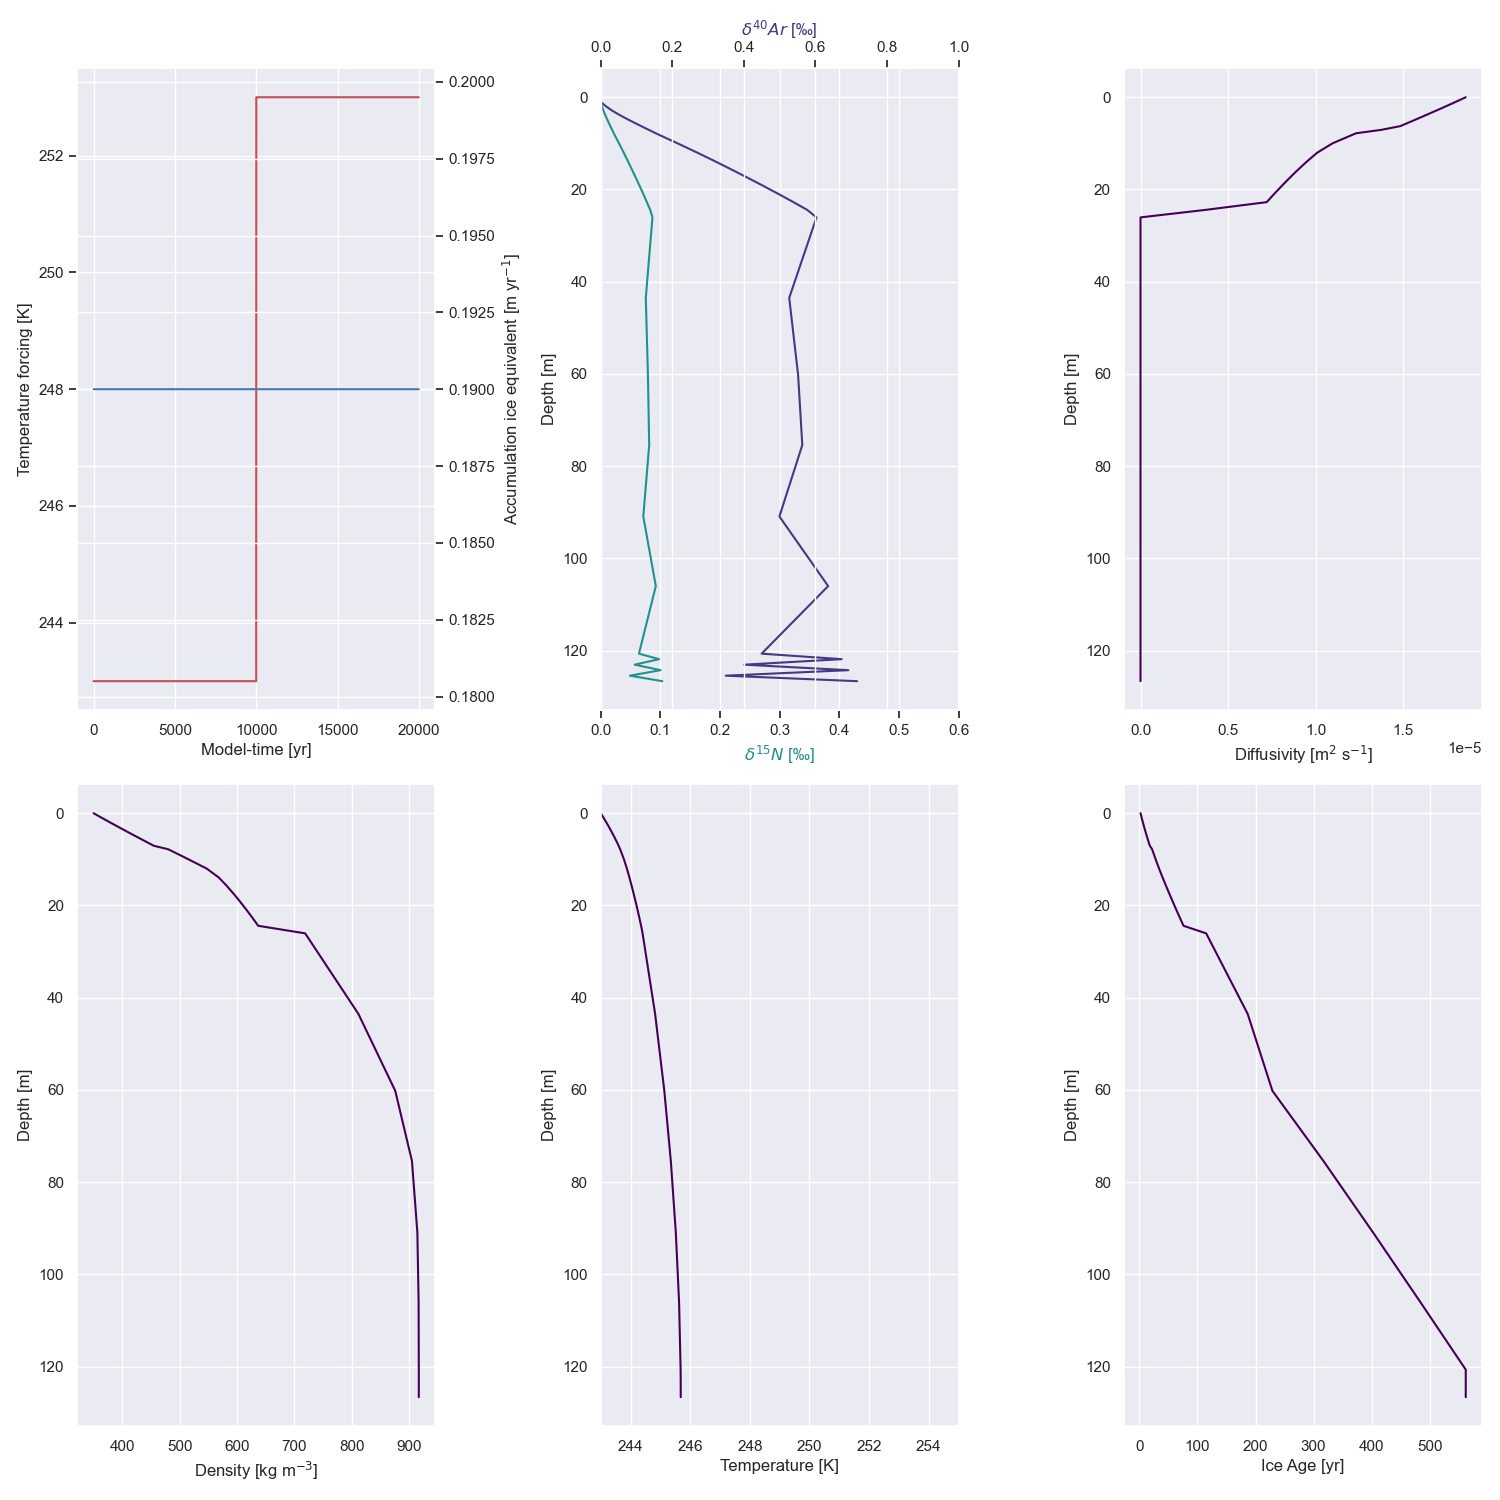 δ⁴⁰Ar [‰]
0.0 0.2 0.4 0.6 0.8 1.0
Temperature forcing [K]
252
250
248
246
244
0.2000
0.1975
0.1950
0.1925
0.1900
0.1875
0.1850
0.1825
0.1800
Accumulation ice equivalent [m yr⁻¹]
0 5000 10000 15000 20000
Model-time [yr]
Depth [m]
0
20
40
60
80
100
120
0.0 0.1 0.2 0.3 0.4 0.5 0.6
δ¹⁵N [‰]
Depth [m]
0
20
40
60
80
100
120
0.0 0.5 1.0 1.5
1e−5
Diffusivity [m² s⁻¹]
Depth [m]
0
20
40
60
80
100
120
400 500 600 700 800 900
Density [kg m⁻³]
Depth [m]
0
20
40
60
80
100
120
244 246 248 250 252 254
Temperature [K]
Depth [m]
0
20
40
60
80
100
120
0 100 200 300 400 500
Ice Age [yr]